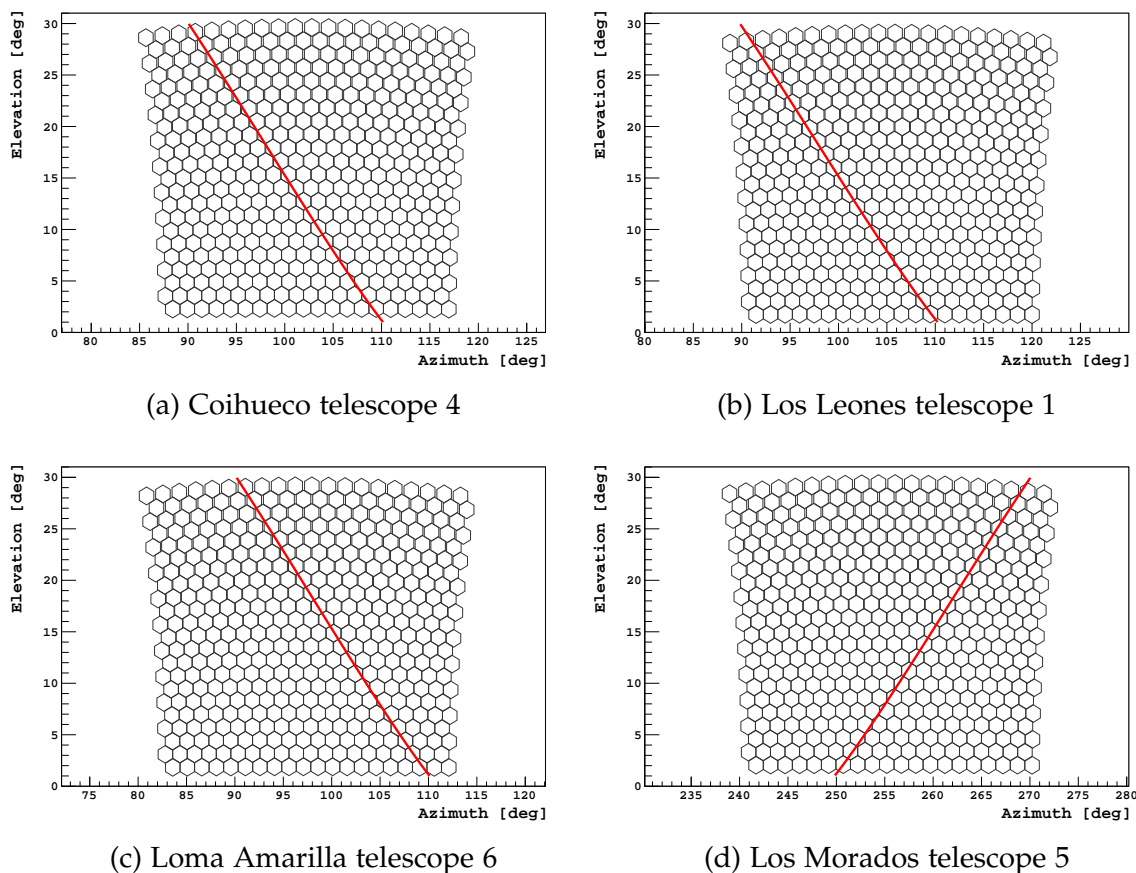 Elevation [deg]
30
25
20
15
10
5
0
80 85 90 95 100 105 110 115 120 125
Azimuth [deg]
(a) Coihueco telescope 4
Elevation [deg]
30
25
20
15
10
5
0
80 85 90 95 100 105 110 115 120 125
Azimuth [deg]
(b) Los Leones telescope 1
Elevation [deg]
30
25
20
15
10
5
0
75 80 85 90 95 100 105 110 115 120
Azimuth [deg]
(c) Loma Amarilla telescope 6
Elevation [deg]
30
25
20
15
10
5
0
235 240 245 250 255 260 265 270 275 280
Azimuth [deg]
(d) Los Morados telescope 5